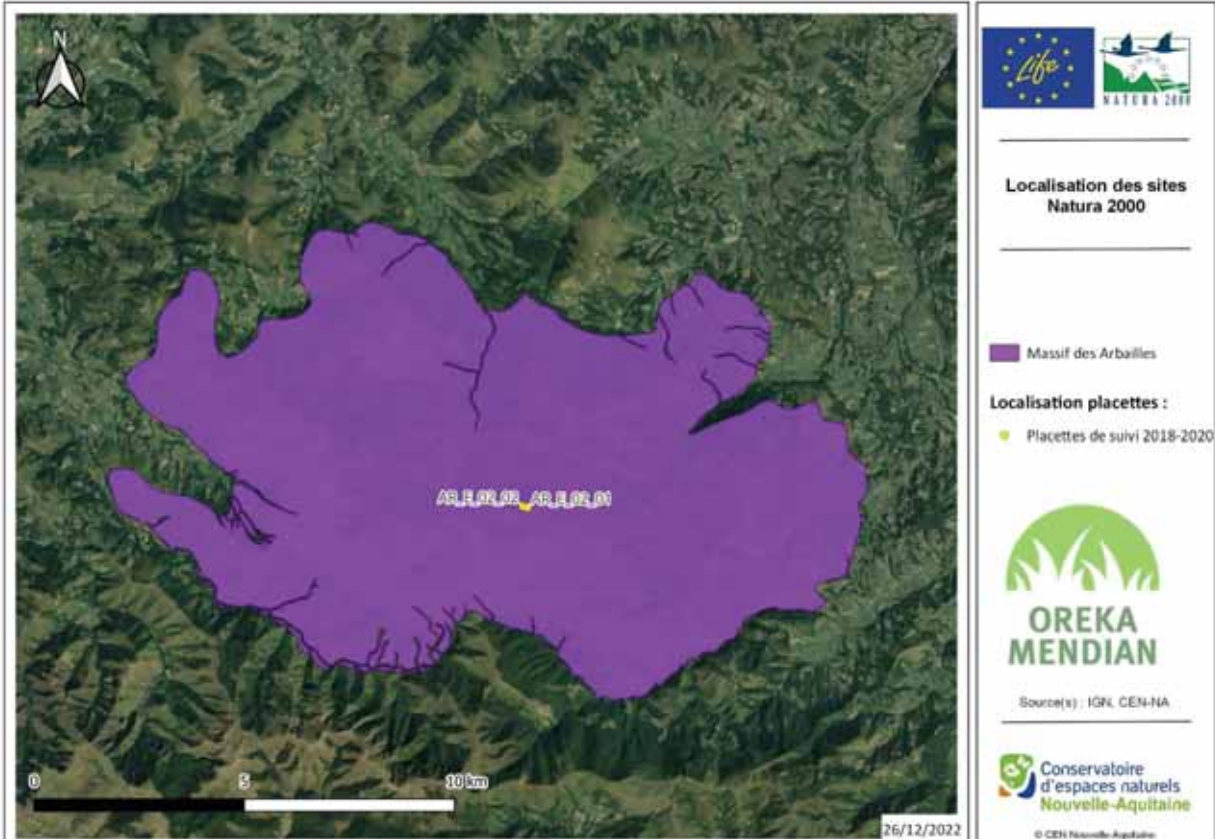 N
AR_E_02_02 AR_E_02_01
0 5 10 km
26/12/2022
Life
NATURA 2000
Localisation des sites
Natura 2000
Massif des Arbailles
Localisation placettes :
Placettes de suivi 2018-2020
OREKA
MENDIAN
Source(s) : IGN, CEN-NA
Conservatoire
d'espaces naturels
Nouvelle-Aquitaine
© CEN Nouvelle-Aquitaine